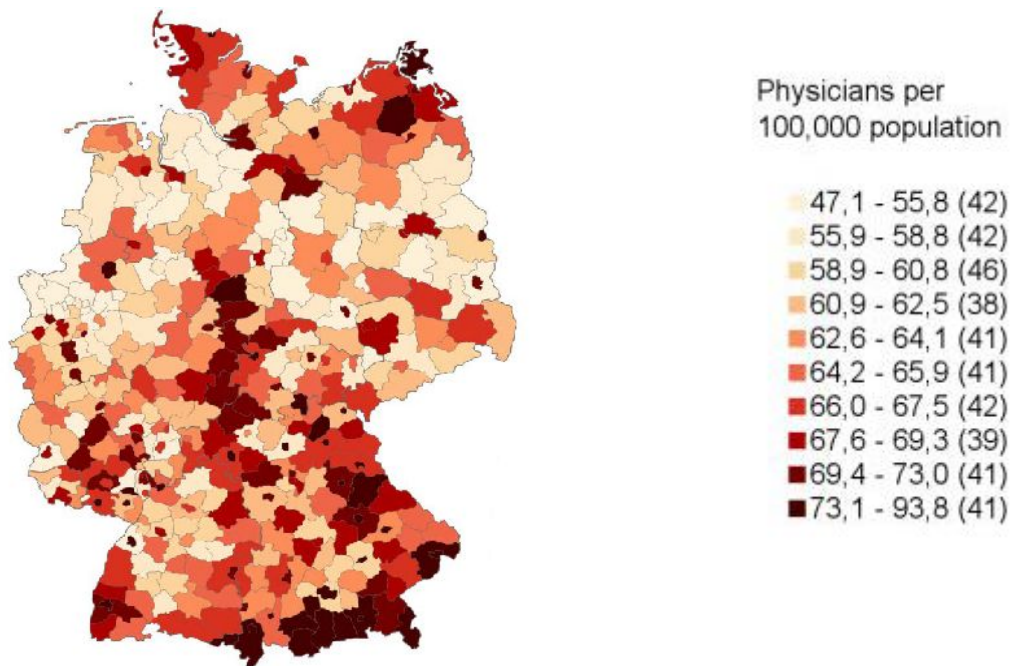 Physicians per
100,000 population
47,1 - 55,8 (42)
55,9 - 58,8 (42)
58,9 - 60,8 (46)
60,9 - 62,5 (38)
62,6 - 64,1 (41)
64,2 - 65,9 (41)
66,0 - 67,5 (42)
67,6 - 69,3 (39)
69,4 - 73,0 (41)
73,1 - 93,8 (41)